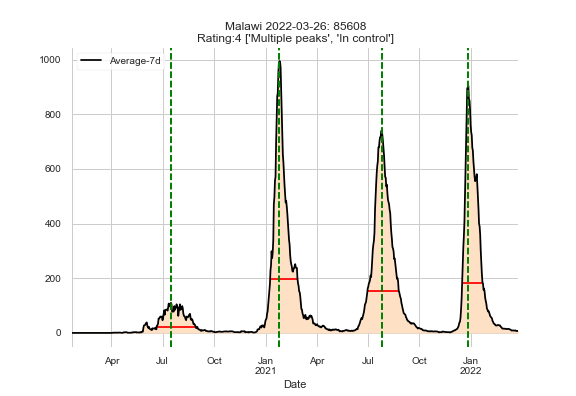 Malawi 2022-03-26: 85608
Rating:4 ['Multiple peaks', 'In control']
Average-7d
1000
800
600
400
200
0
Apr Jul Oct Jan Apr Jul Oct Jan
2021 2022
Date